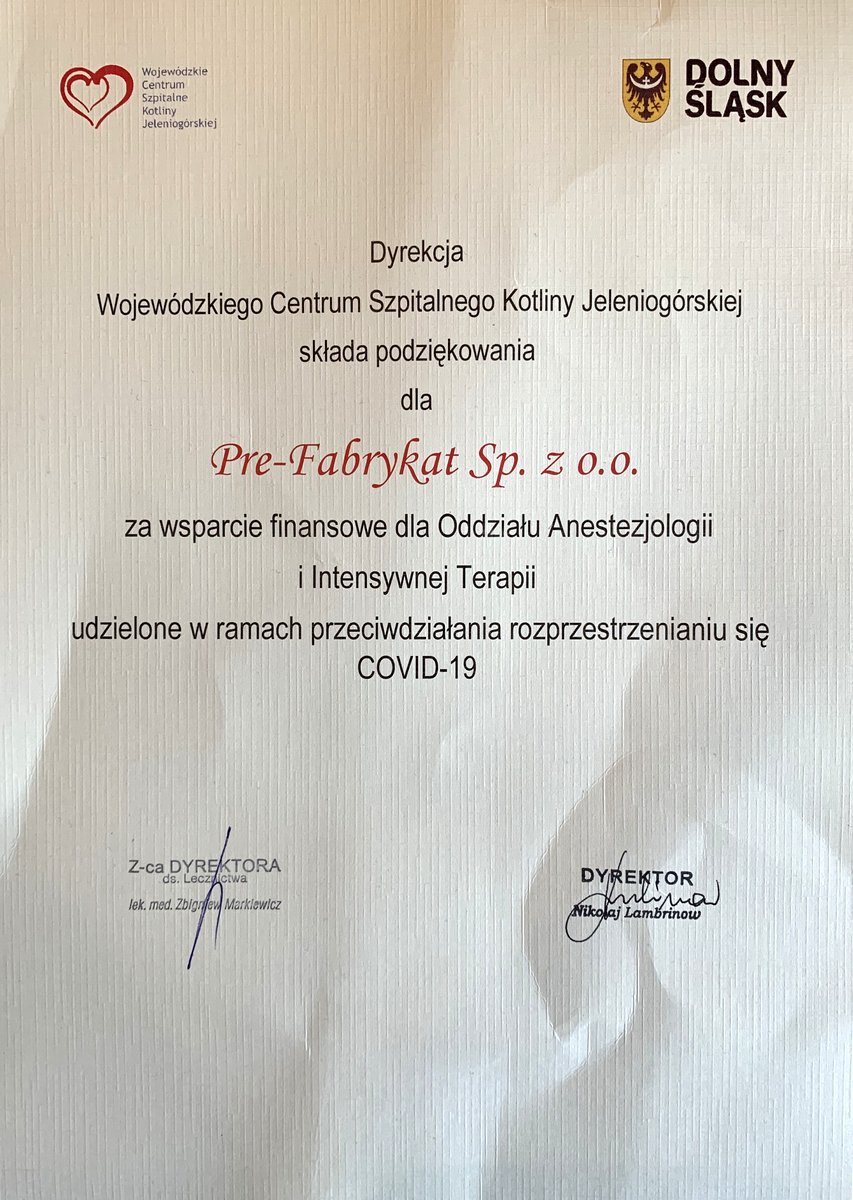 Wojewódzkie
Centrum
Szpitalne
Kotliny
Jeleniogórskiej
DOLNY
ŚLĄSK
Dyrekcja
Wojewódzkiego Centrum Szpitalnego Kotliny Jeleniogórskiej
składa podziękowania
dla
Pre-Fabrykat Sp. z o.o.
za wsparcie finansowe dla Oddziału Anestezjologii
i Intensywnej Terapii
udzielone w ramach przeciwdziałania rozprzestrzenianiu się
COVID-19
Z-ca DYREKTORA
ds. Lecznictwa
lek. med. Zbigniew Markiewicz
DYREKTOR
Nikolaj Lambrinow